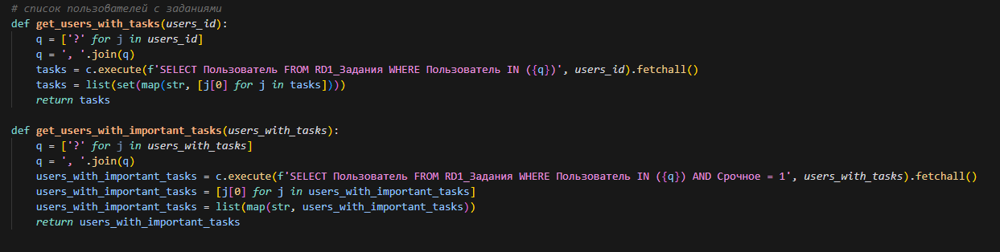 # список пользователей с заданиями
def get_users_with_tasks(users_id):
    q = ['?' for j in users_id]
    q = ', '.join(q)
    tasks = c.execute(f'SELECT Пользователь FROM RD1_Задания WHERE Пользователь IN ({q})', users_id).fetchall()
    tasks = list(set(map(str, [j[0] for j in tasks])))
    return tasks

def get_users_with_important_tasks(users_with_tasks):
    q = ['?' for j in users_with_tasks]
    q = ', '.join(q)
    users_with_important_tasks = c.execute(f'SELECT Пользователь FROM RD1_Задания WHERE Пользователь IN ({q}) AND Срочное = 1', users_with_tasks).fetchall()
    users_with_important_tasks = [j[0] for j in users_with_important_tasks]
    users_with_important_tasks = list(map(str, users_with_important_tasks))
    return users_with_important_tasks